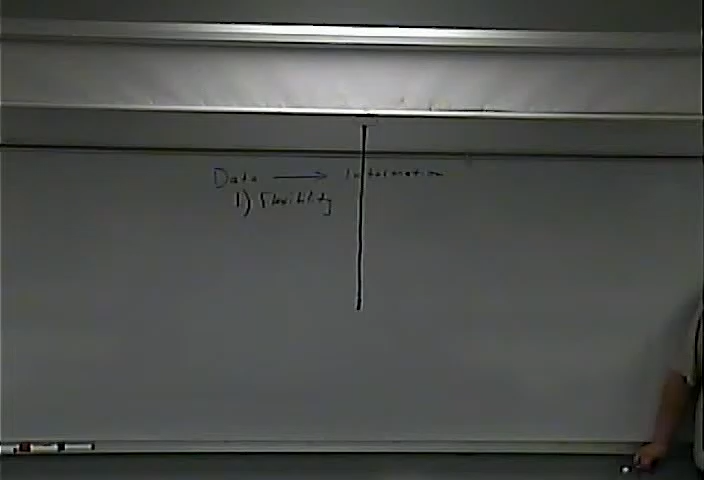 Data → Information
1) Flexibility